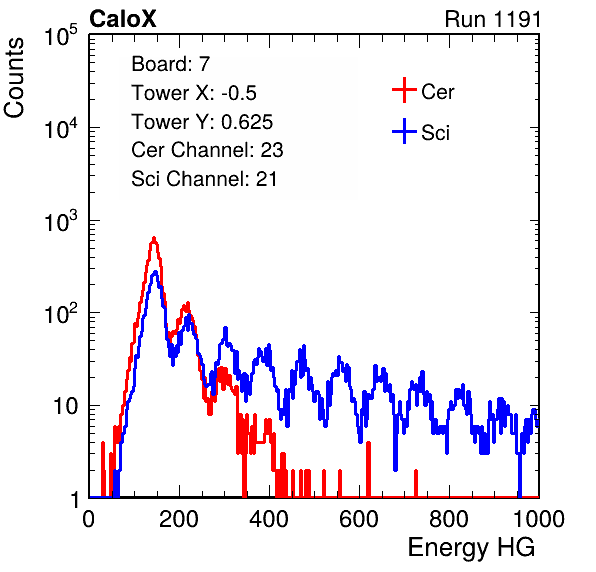 CaloX Run 1191
Counts
Board: 7
Tower X: -0.5
Tower Y: 0.625
Cer Channel: 23
Sci Channel: 21
Cer
Sci
10^5
10^4
10^3
10^2
10
1
0 200 400 600 800 1000
Energy HG